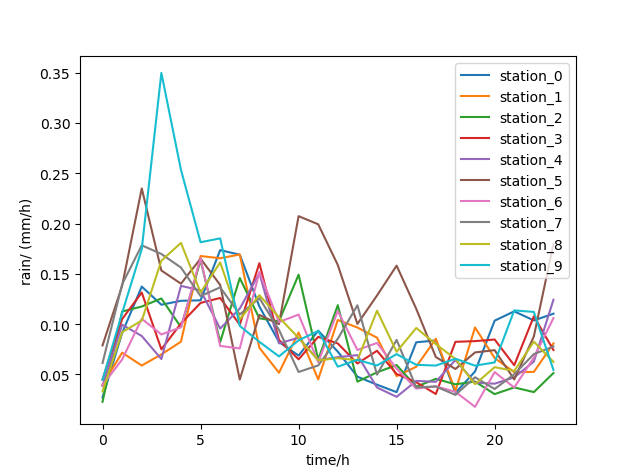 0.35
0.30
0.25
0.20
0.15
0.10
0.05
rain/ (mm/h)
station_0
station_1
station_2
station_3
station_4
station_5
station_6
station_7
station_8
station_9
0 5 10 15 20
time/h